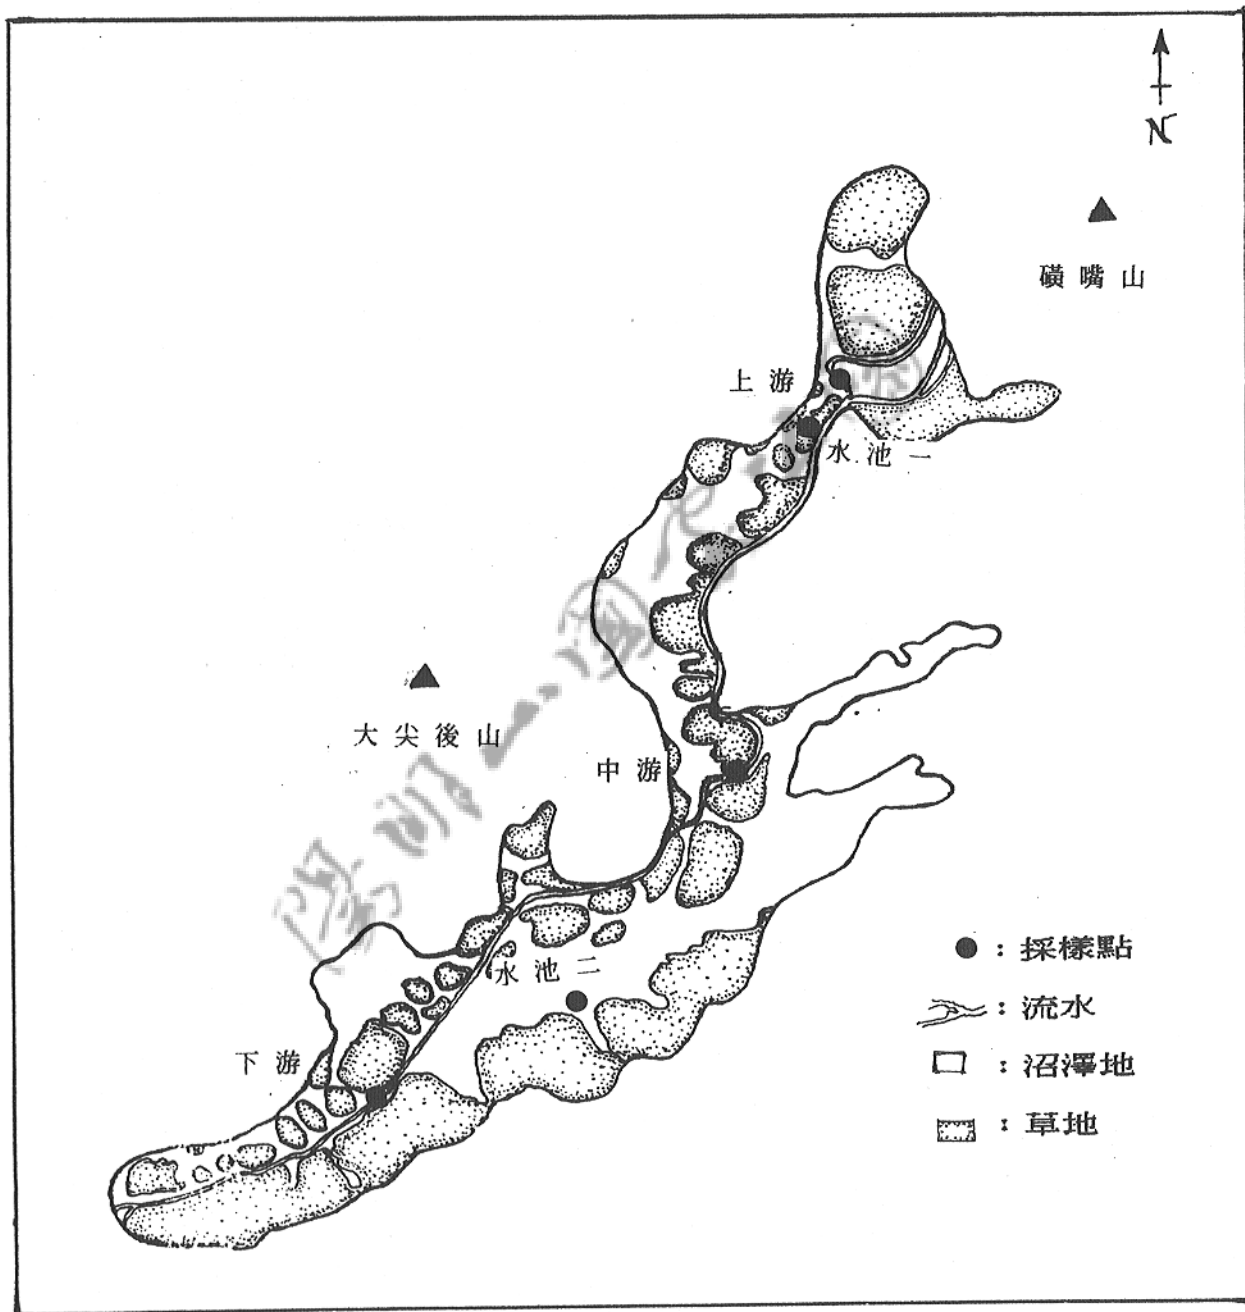 N
磺嘴山
上游
水池一
大尖後山
中游
水池二
下游
：採樣點
：流水
：沼澤地
：草地